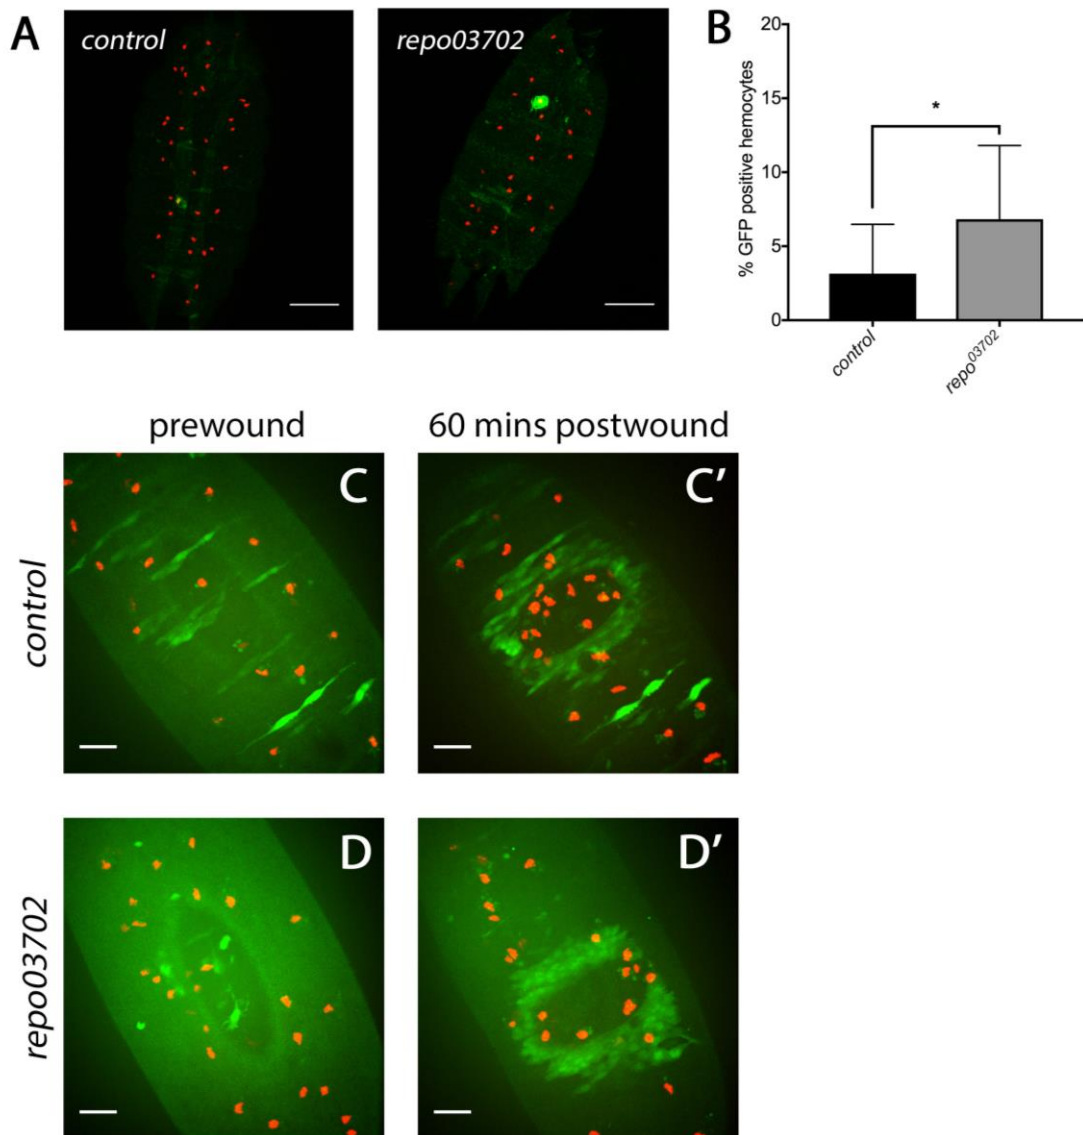 A
control
repo03702
B
20
15
10
5
0
% GFP positive hemocytes
*
control
repo03702
prewound
60 mins postwound
control
C
C'
repo03702
D
D'